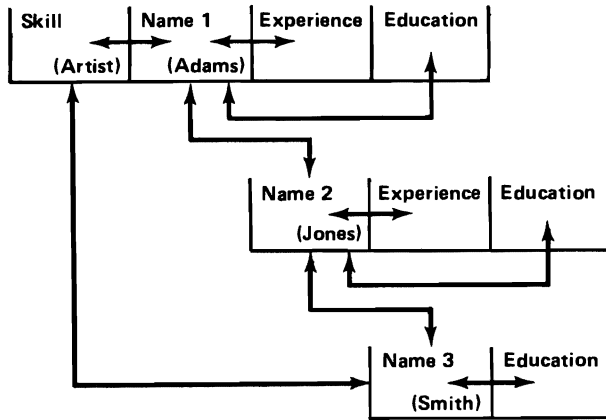 Skill Name 1 Experience Education
(Artist) (Adams)
Name 2 Experience Education
(Jones)
Name 3 Education
(Smith)